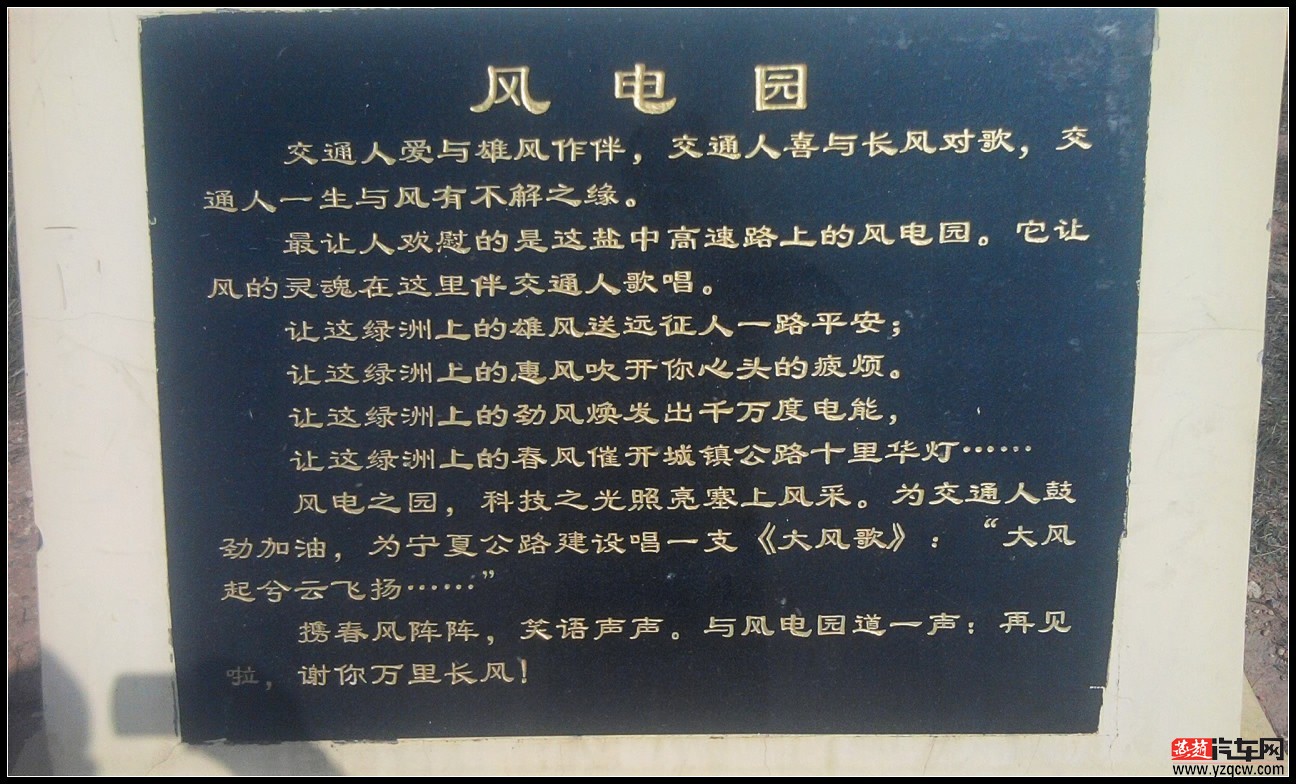 风电园
交通人爱与雄风作伴，交通人喜与长风对歌，交
通人一生与风有不解之缘。
最让人欢慰的是这盐中高速路上的风电园。它让
风的灵魂在这里伴交通人歌唱。
让这绿洲上的雄风送远征人一路平安；
让这绿洲上的惠风吹开你心头的疲烦。
让这绿洲上的劲风焕发出千万度电能，
让这绿洲上的春风催开城镇公路十里华灯……
风电之园，科技之光照亮塞上风采。为交通人鼓
劲加油，为宁夏公路建设唱一支《大风歌》：“大风
起兮云飞扬……”
携春风阵阵，笑语声声。与风电园道一声：再见
啦，谢你万里长风！
燕赵汽车网
www.yzqcw.com